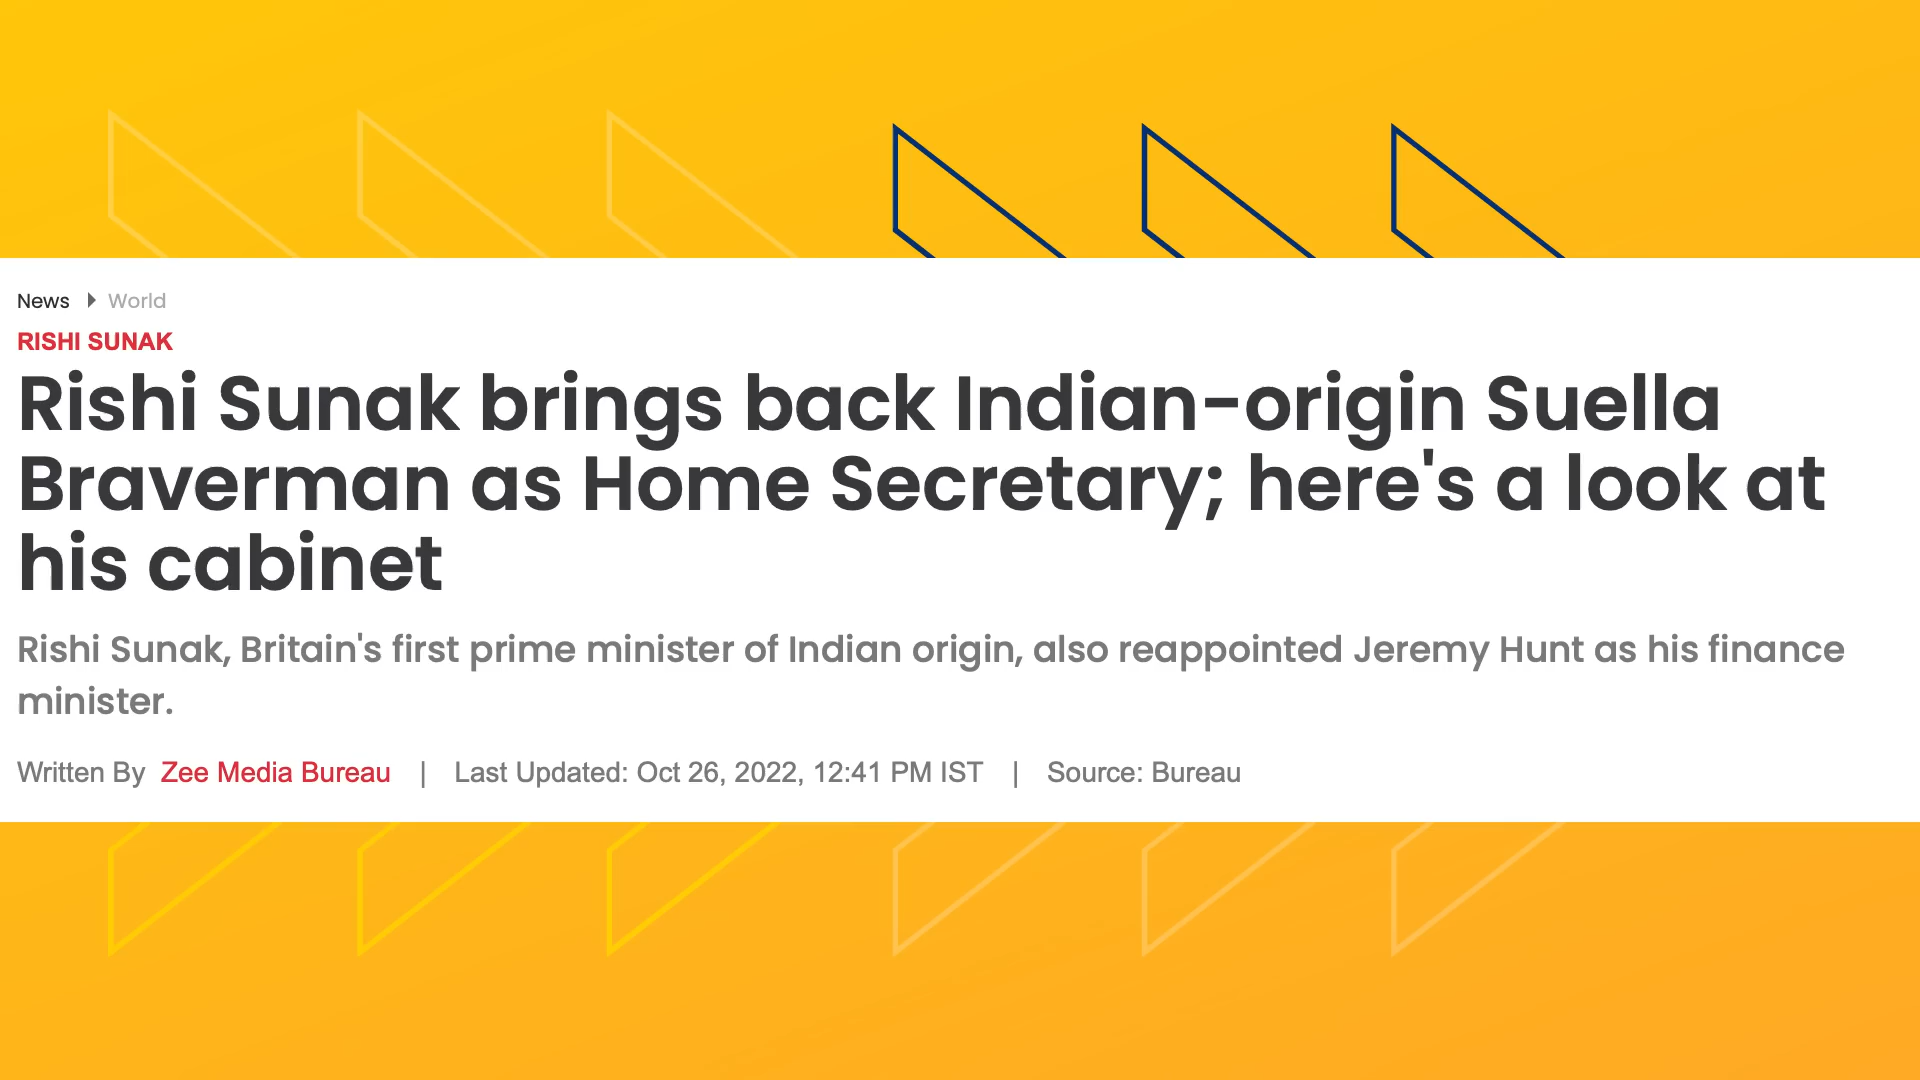 News World
RISHI SUNAK
Rishi Sunak brings back Indian-origin Suella
Braverman as Home Secretary; here's a look at
his cabinet
Rishi Sunak, Britain's first prime minister of Indian origin, also reappointed Jeremy Hunt as his finance
minister.
Written By Zee Media Bureau | Last Updated: Oct 26, 2022, 12:41 PM IST | Source: Bureau